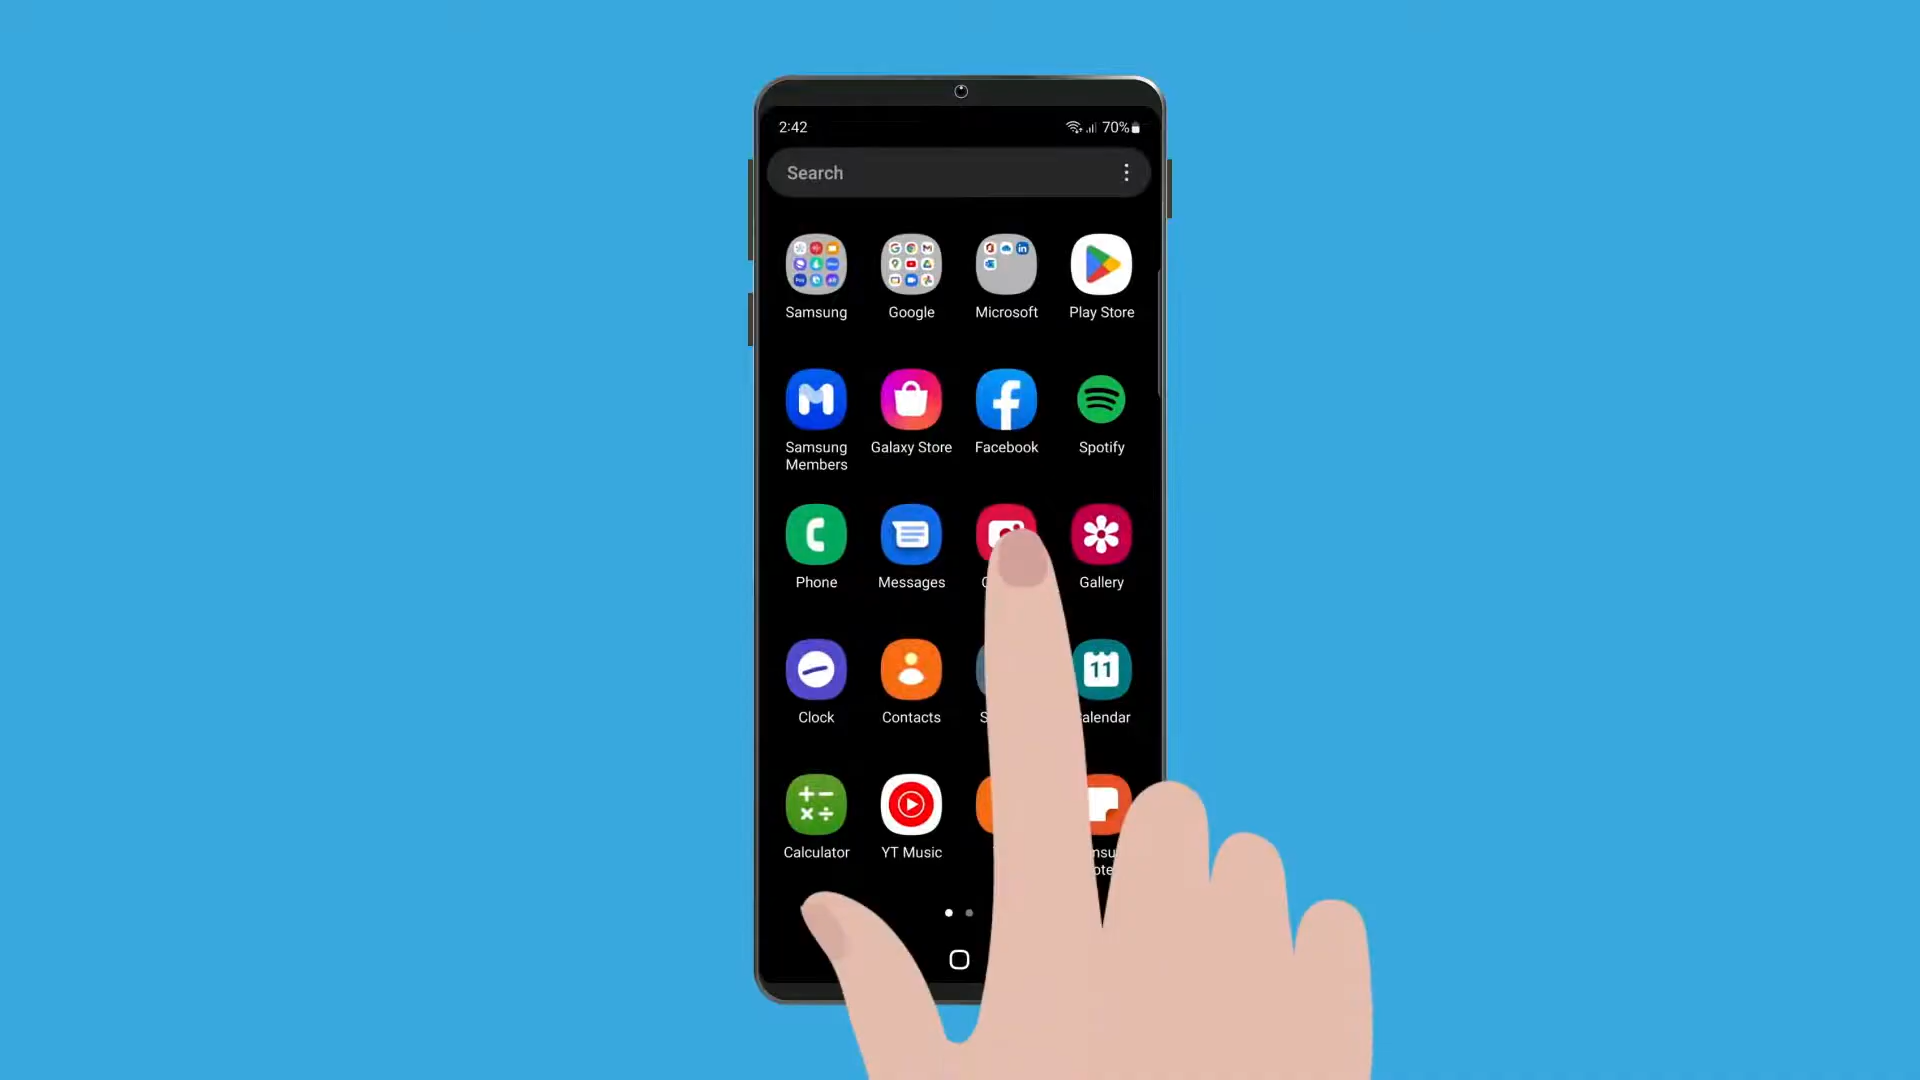 2:42
70%
Search
Samsung
Google
Microsoft
Play Store
Samsung
Members
Galaxy Store
Facebook
Spotify
Phone
Messages
Gallery
11
Clock
Contacts
Calculator
YT Music